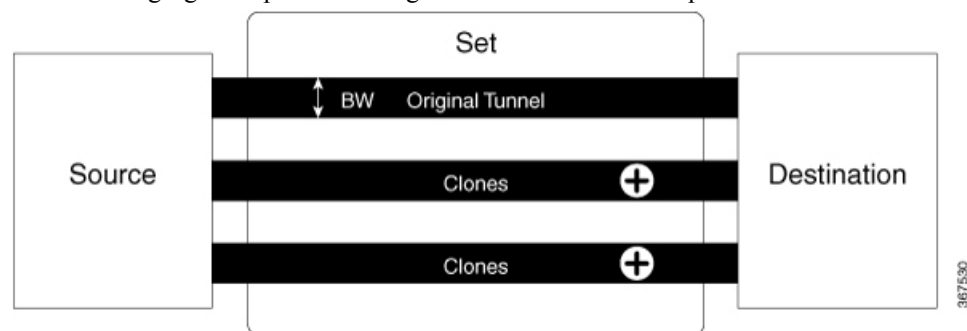 Set
BW Original Tunnel
Source
Clones
Destination
Clones
367530